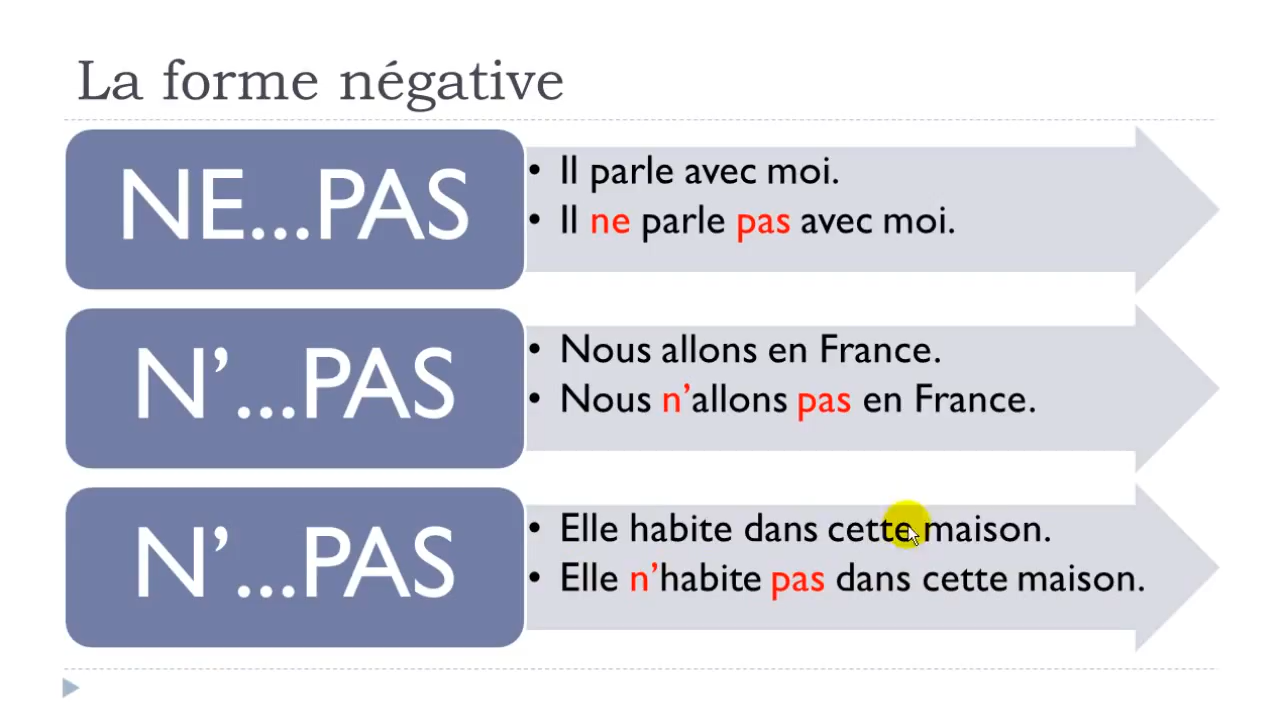 La forme négative
NE...PAS
• Il parle avec moi.
• Il ne parle pas avec moi.
N’...PAS
• Nous allons en France.
• Nous n’allons pas en France.
N’...PAS
• Elle habite dans cette maison.
• Elle n’habite pas dans cette maison.